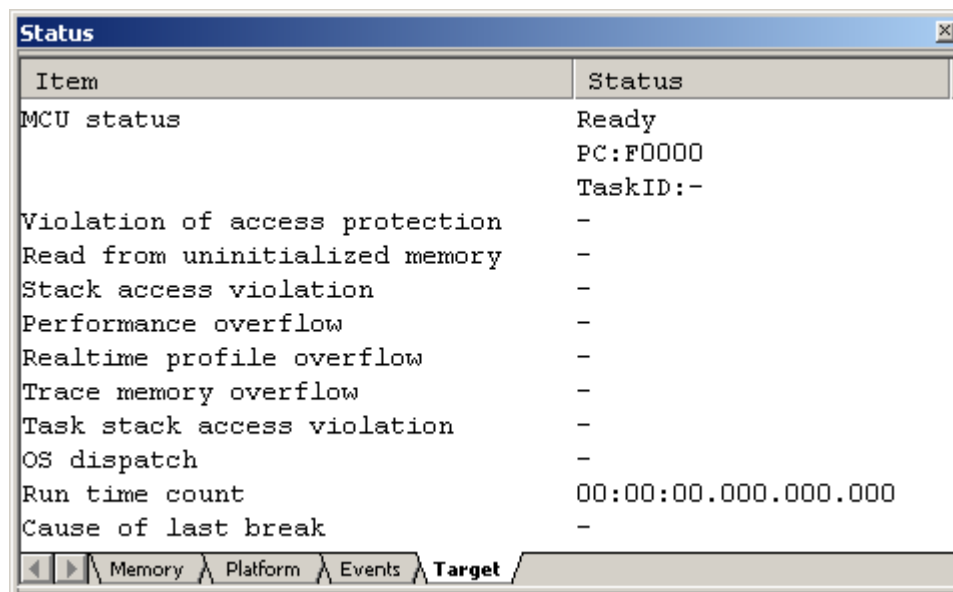 Status
Item Status
MCU status Ready
PC:F0000
TaskID:-
Violation of access protection -
Read from uninitialized memory -
Stack access violation -
Performance overflow -
Realtime profile overflow -
Trace memory overflow -
Task stack access violation -
OS dispatch -
Run time count 00:00:00.000.000.000
Cause of last break -
Memory Platform Events Target